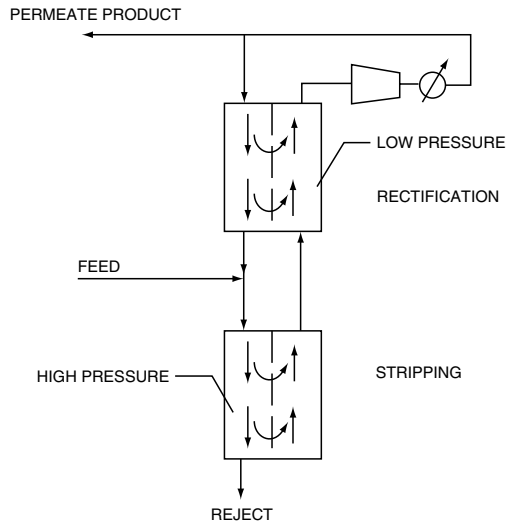 PERMEATE PRODUCT
LOW PRESSURE
RECTIFICATION
FEED
HIGH PRESSURE
STRIPPING
REJECT